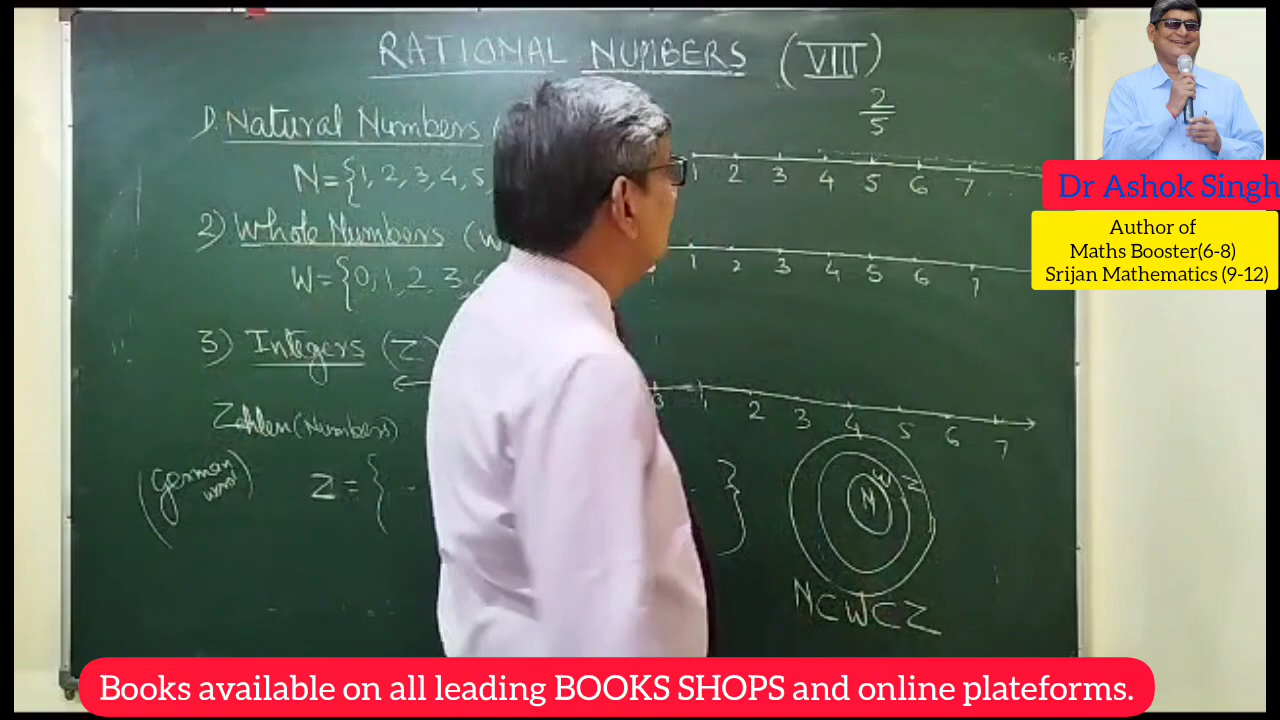 RATIONAL NUMBERS (VIII)
2
5
1) Natural Numbers (
N={1, 2, 3, 4, 5,
1 2 3 4 5 6 7 . . .
2) Whole Numbers (W
W={0, 1, 2, 3, 4
1 2 3 4 5 6 7
3) Integers (Z)
1 2 3 4 5 6 7
Zahlen (Numbers)
(German word)
Z={ - }
N W Z
N⊂W⊂Z
Dr Ashok Singh
Author of
Maths Booster(6-8)
Srijan Mathematics (9-12)
Books available on all leading BOOKS SHOPS and online plateforms.